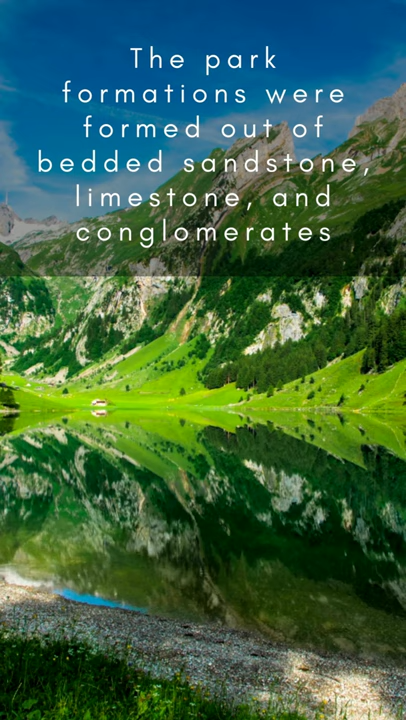 The park
formations were
formed out of
bedded sandstone,
limestone, and
conglomerates